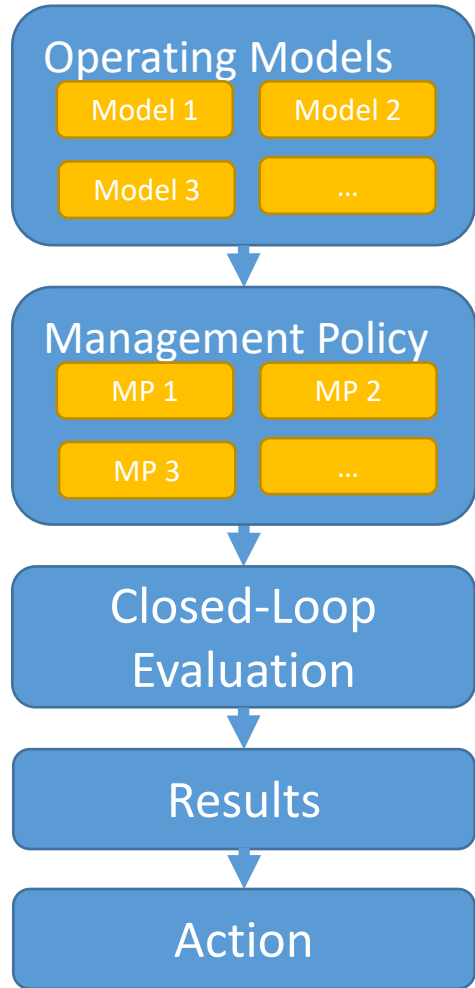 Operating Models
Model 1
Model 2
Model 3
...
Management Policy
MP 1
MP 2
MP 3
...
Closed-Loop
Evaluation
Results
Action